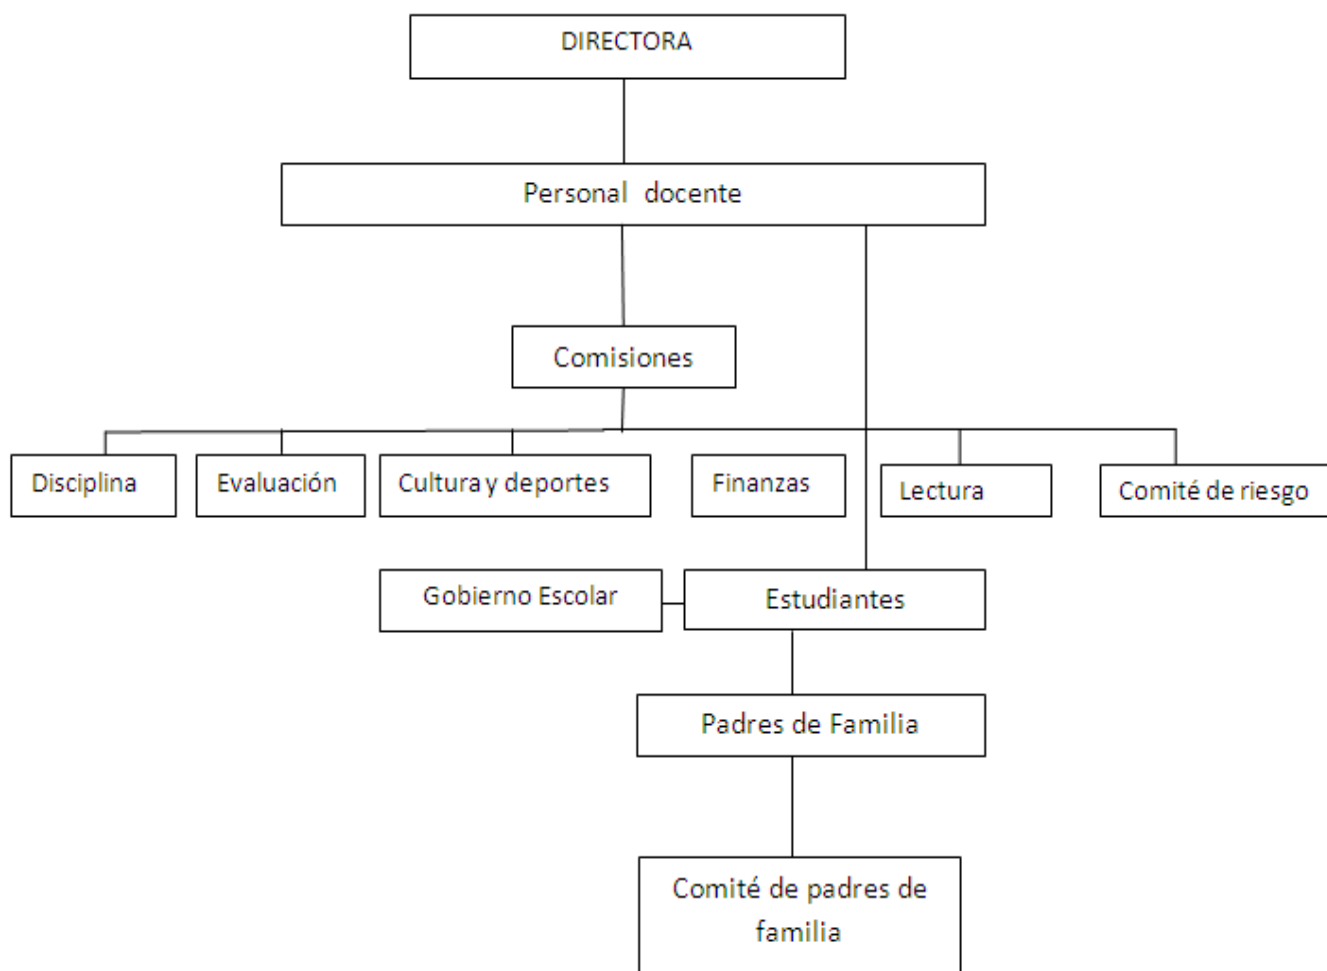 DIRECTORA
Personal docente
Comisiones
Disciplina
Evaluación
Cultura y deportes
Finanzas
Lectura
Comité de riesgo
Gobierno Escolar
Estudiantes
Padres de Familia
Comité de padres de
familia